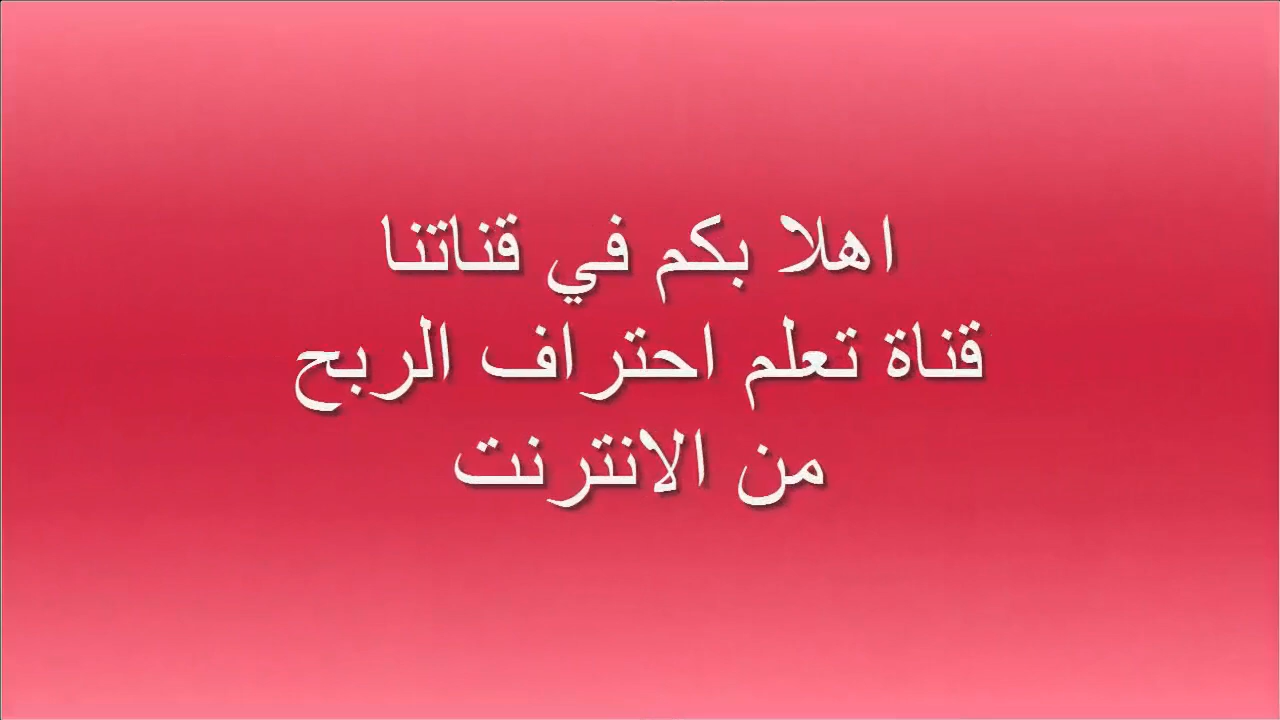 اهلا بكم في قناتنا
قناة تعلم احتراف الربح
من الانترنت